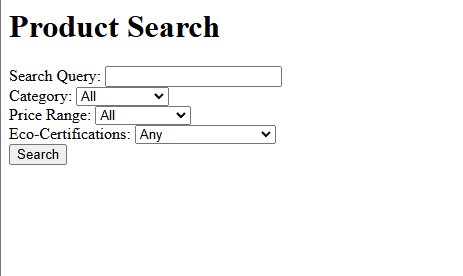 Product Search
Search Query:
Category: All
Price Range: All
Eco-Certifications: Any
Search